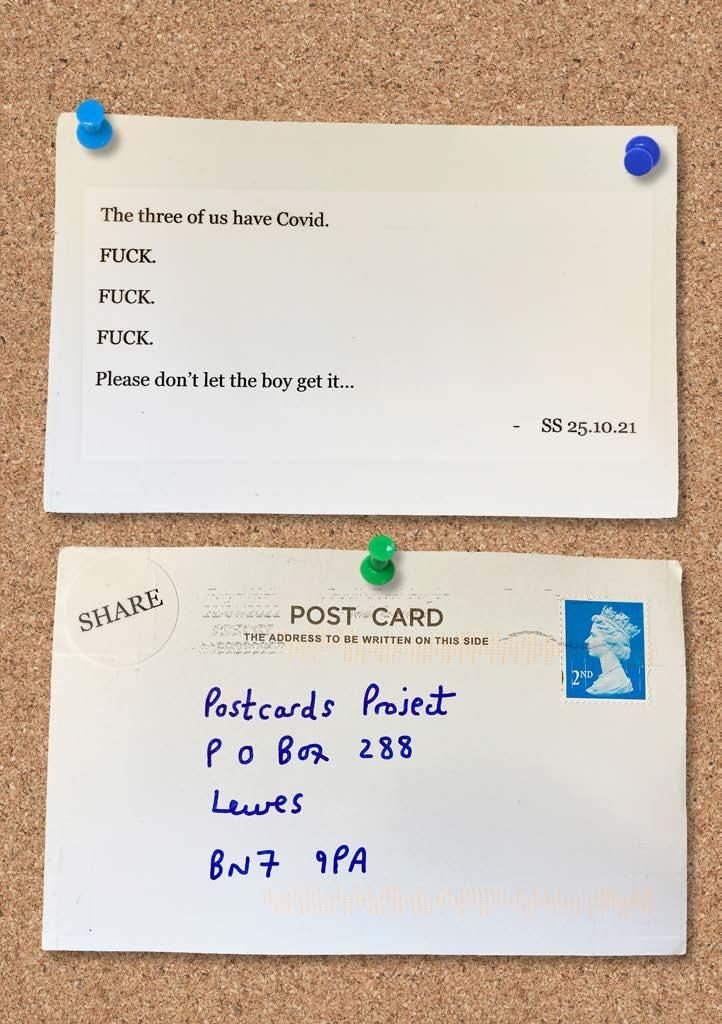 The three of us have Covid.
FUCK.
FUCK.
FUCK.
Please don't let the boy get it...
- SS 25.10.21
SHARE
POST CARD
THE ADDRESS TO BE WRITTEN ON THIS SIDE
2ND
Postcards Project
P O Box 288
Lewes
BN7 9PA